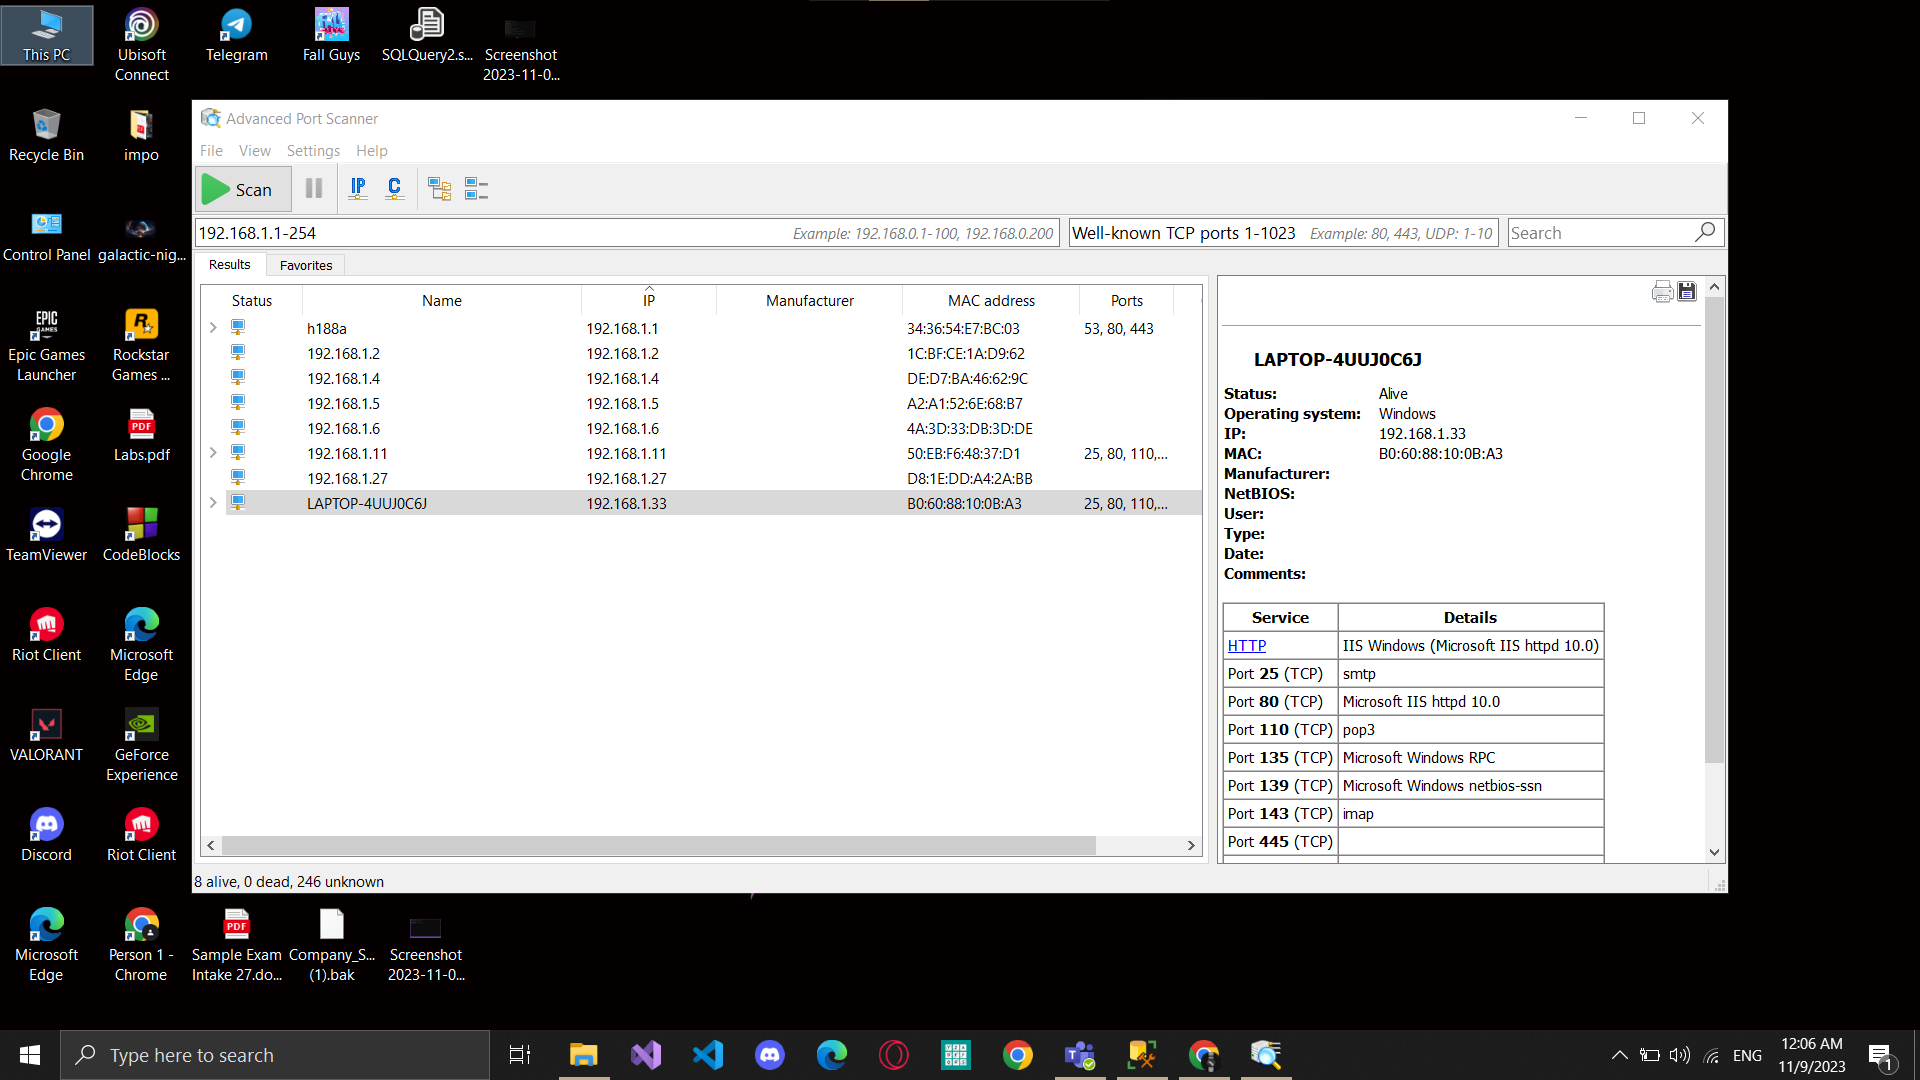 This PC
Ubisoft
Connect
Telegram
Fall Guys
SQLQuery2.s...
Screenshot
2023-11-0...
Recycle Bin
impo
Control Panel
galactic-nig...
Epic Games
Launcher
Rockstar
Games ...
Google
Chrome
Labs.pdf
TeamViewer
CodeBlocks
Riot Client
Microsoft
Edge
VALORANT
GeForce
Experience
Discord
Riot Client
Microsoft
Edge
Person 1 -
Chrome
Sample Exam
Intake 27.do...
Company_S...
(1).bak
Screenshot
2023-11-0...
Advanced Port Scanner
File View Settings Help
Scan IP C
192.168.1.1-254 Example: 192.168.0.1-100, 192.168.0.200 Well-known TCP ports 1-1023 Example: 80, 443, UDP: 1-10 Search
Results Favorites
Status Name IP Manufacturer MAC address Ports
h188a 192.168.1.1 34:36:54:E7:BC:03 53, 80, 443
192.168.1.2 192.168.1.2 1C:BF:CE:1A:D9:62
192.168.1.4 192.168.1.4 DE:D7:BA:46:62:9C
192.168.1.5 192.168.1.5 A2:A1:52:6E:68:B7
192.168.1.6 192.168.1.6 4A:3D:33:DB:3D:DE
192.168.1.11 192.168.1.11 50:EB:F6:48:37:D1 25, 80, 110,...
192.168.1.27 192.168.1.27 D8:1E:DD:A4:2A:BB
LAPTOP-4UUJ0C6J 192.168.1.33 B0:60:88:10:0B:A3 25, 80, 110,...
LAPTOP-4UUJ0C6J
Status: Alive
Operating system: Windows
IP: 192.168.1.33
MAC: B0:60:88:10:0B:A3
Manufacturer:
NetBIOS:
User:
Type:
Date:
Comments:
Service Details
HTTP IIS Windows (Microsoft IIS httpd 10.0)
Port 25 (TCP) smtp
Port 80 (TCP) Microsoft IIS httpd 10.0
Port 110 (TCP) pop3
Port 135 (TCP) Microsoft Windows RPC
Port 139 (TCP) Microsoft Windows netbios-ssn
Port 143 (TCP) imap
Port 445 (TCP)
8 alive, 0 dead, 246 unknown
Type here to search
ENG
12:06 AM
11/9/2023
1